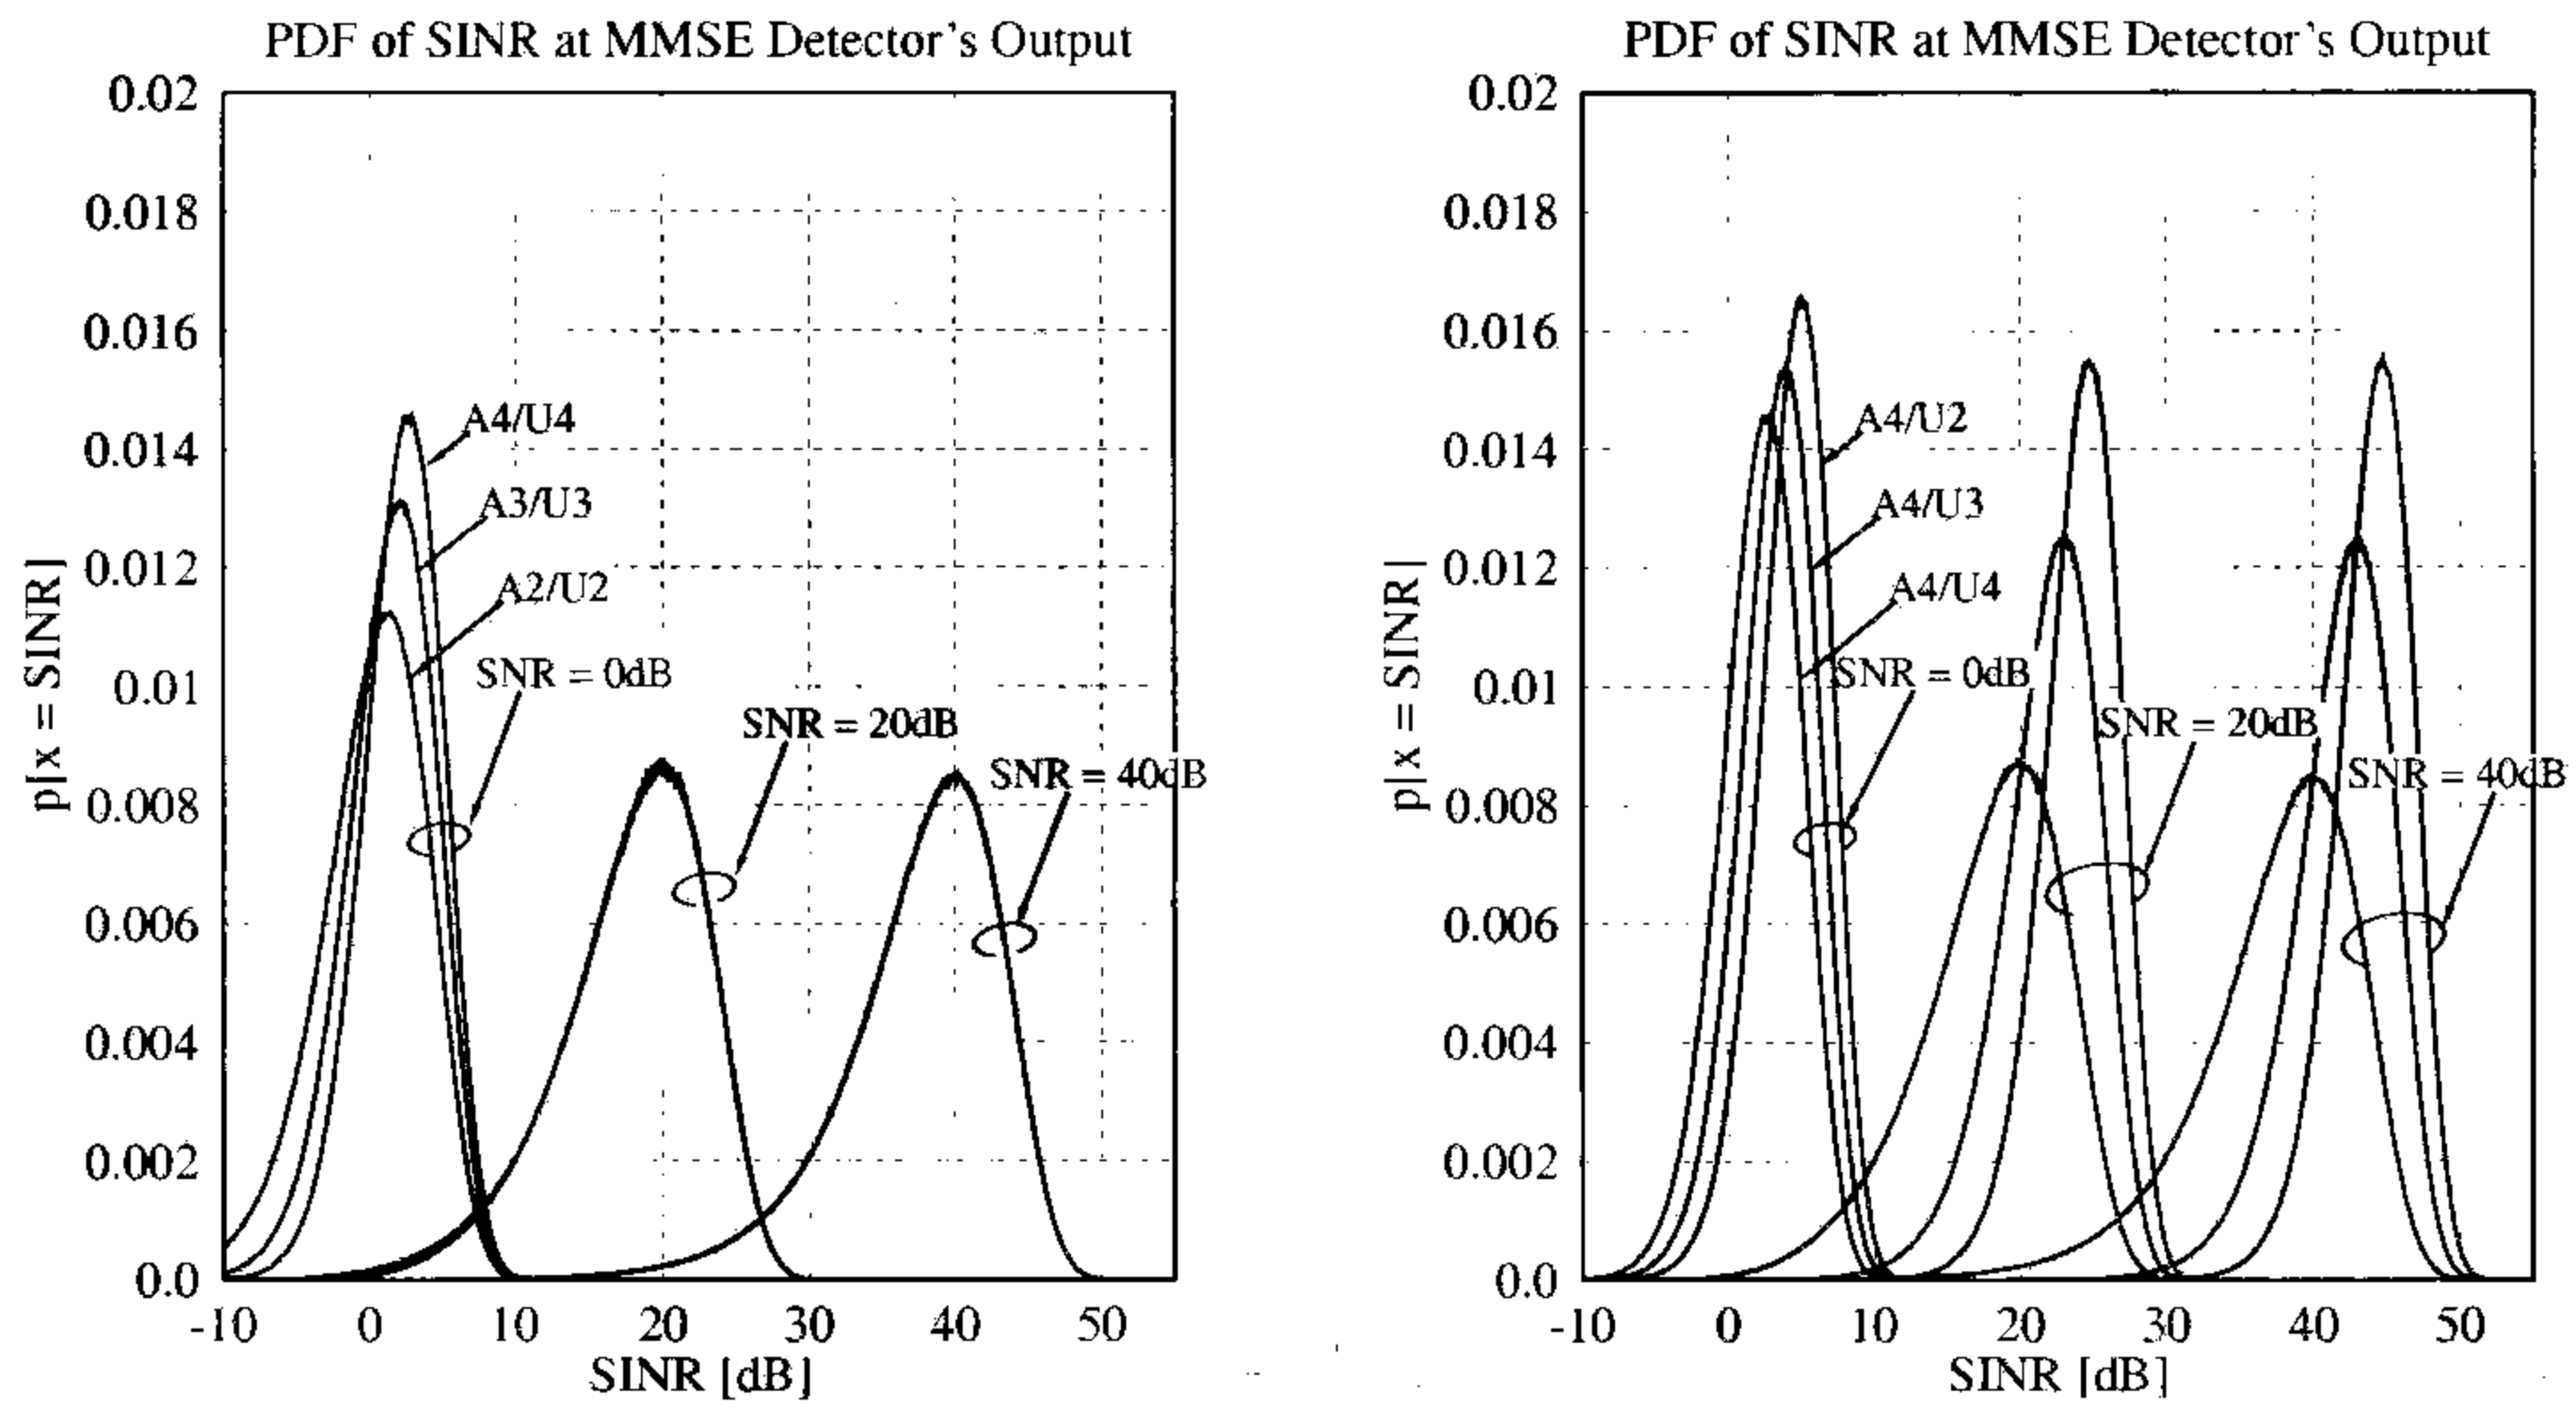 PDF of SINR at MMSE Detector's Output
0.02
0.018
0.016
0.014
0.012
0.01
0.008
0.006
0.004
0.002
0.0
p[x = SINR]
A4/U4
A3/U3
A2/U2
SNR = 0dB
SNR = 20dB
SNR = 40dB
-10 0 10 20 30 40 50
SINR [dB]
PDF of SINR at MMSE Detector's Output
0.02
0.018
0.016
0.014
0.012
0.01
0.008
0.006
0.004
0.002
0.0
p[x = SINR]
A4/U2
A4/U3
A4/U4
SNR = 0dB
SNR = 20dB
SNR = 40dB
-10 0 10 20 30 40 50
SINR [dB]